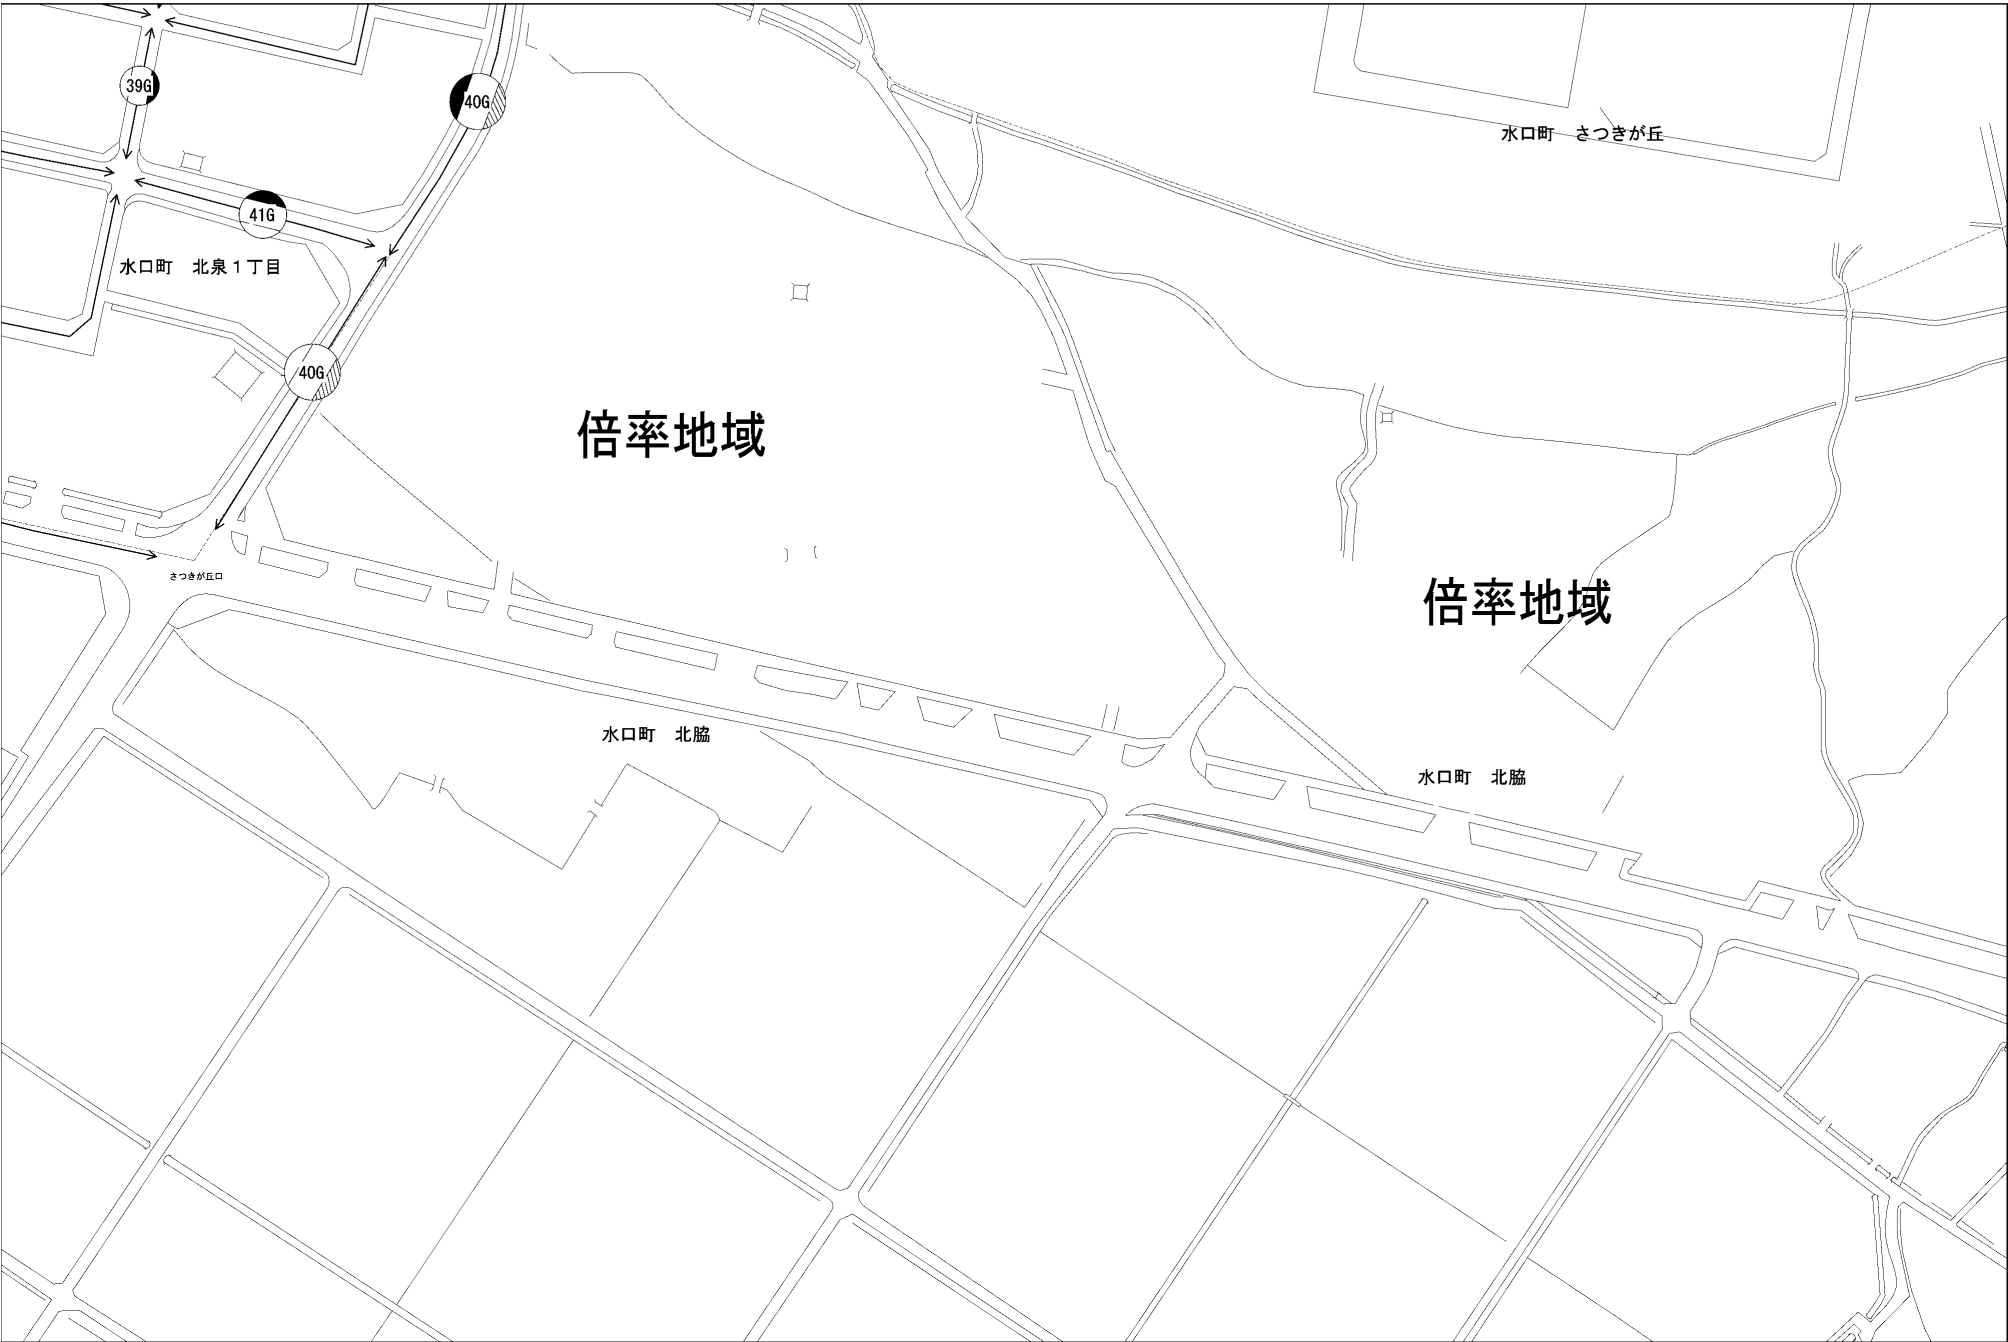 39G
40G
水口町　さつきが丘
41G
水口町　北泉１丁目
40G
倍率地域
さつきが丘口
倍率地域
水口町　北脇
水口町　北脇